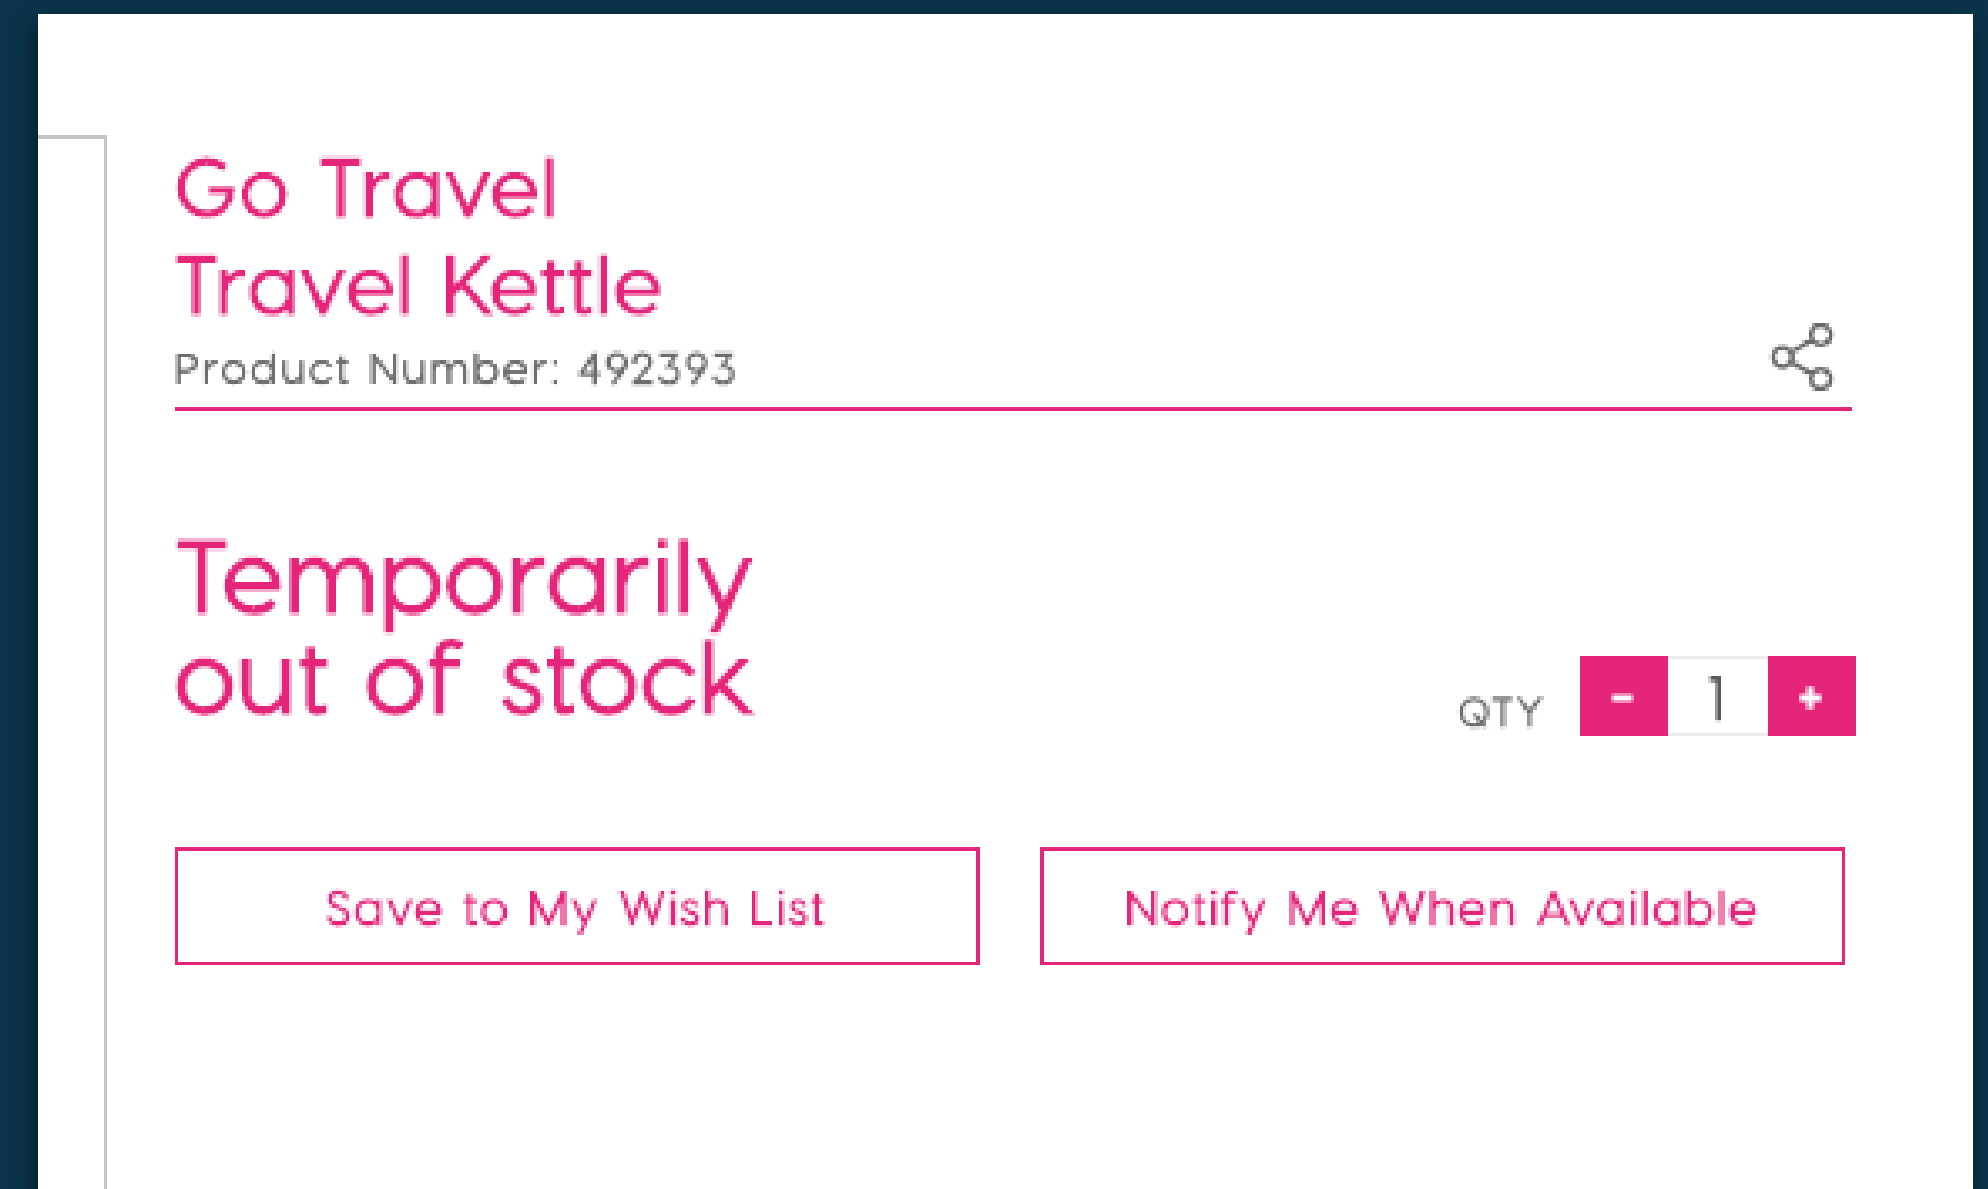 Go Travel
Travel Kettle
Product Number: 492393
Temporarily
out of stock
QTY - 1 +
Save to My Wish List
Notify Me When Available